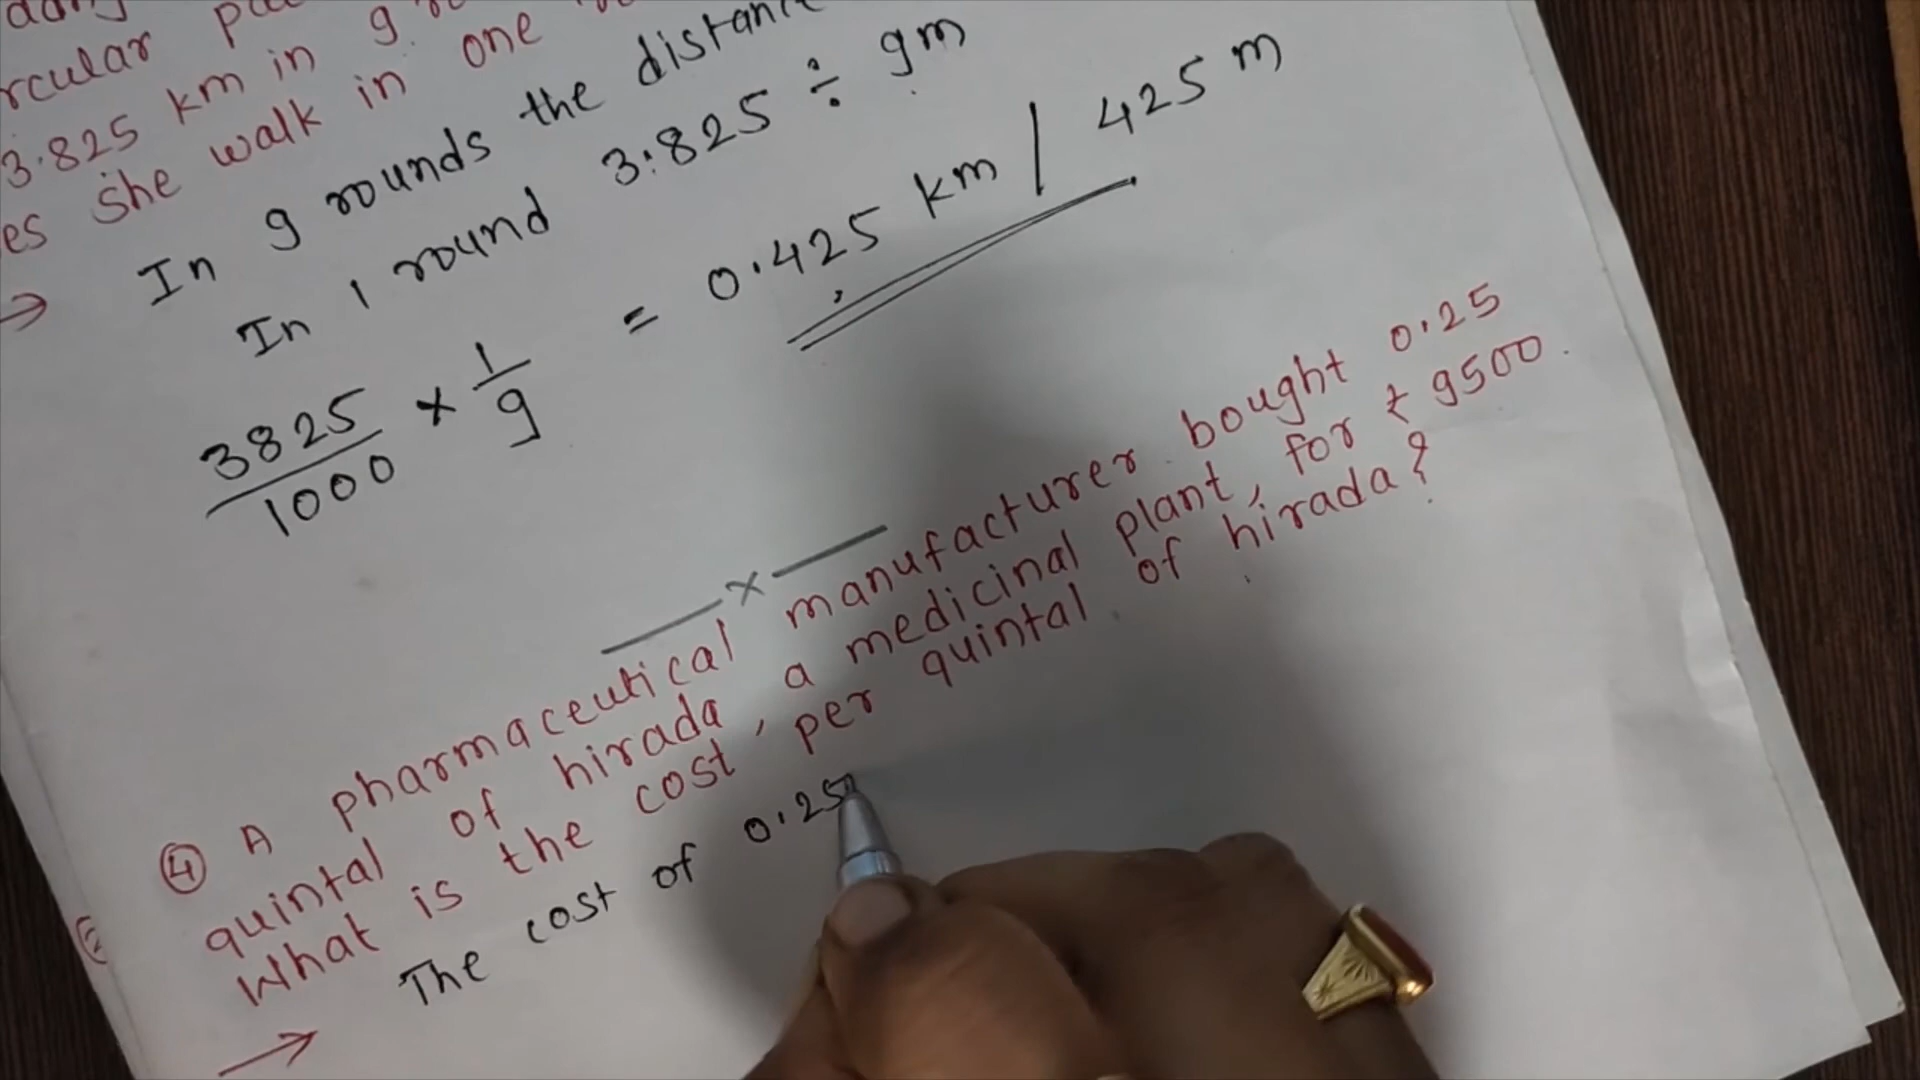 rcular
3.825 km in 9
es she walk in one
In 9 rounds the distance
In 1 round 3.825 ÷ 9m
3825/1000 × 1/9 = 0.425 km / 425 m
x
④ A pharmaceutical manufacturer bought 0.25
quintal of hirada, a medicinal plant, for ₹ 9500.
What is the cost per quintal of hirada?
→ The cost of 0.25